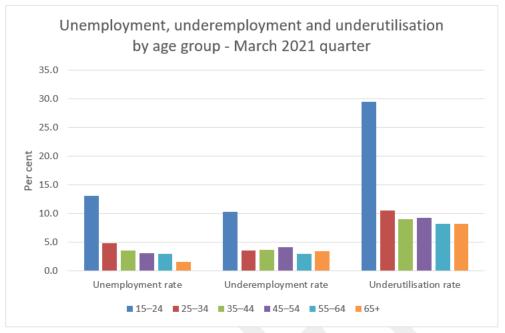 Unemployment, underemployment and underutilisation
by age group - March 2021 quarter
Per cent
35.0
30.0
25.0
20.0
15.0
10.0
5.0
0.0
Unemployment rate
Underemployment rate
Underutilisation rate
15–24
25–34
35–44
45–54
55–64
65+